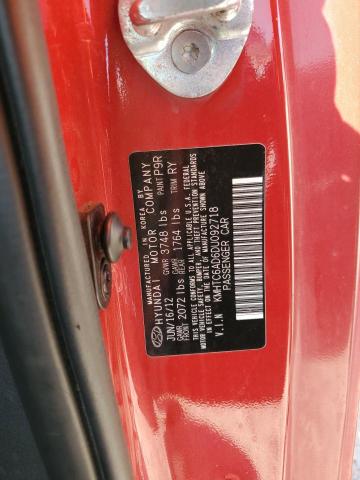 MANUFACTURED IN KOREA BY
HYUNDAI MOTOR COMPANY
JUN/16/12 GVWR 3748 lbs PAINT P9R
GAWR FRONT 2072 lbs GAWR REAR 1764 lbs TRIM RY
THIS VEHICLE CONFORMS TO ALL APPLICABLE U.S.A. FEDERAL
MOTOR VEHICLE SAFETY, BUMPER, AND THEFT PREVENTION STANDARDS
IN EFFECT ON THE DATE OF MANUFACTURE SHOWN ABOVE
V.I.N KMHTC6AD6DU092718
PASSENGER CAR